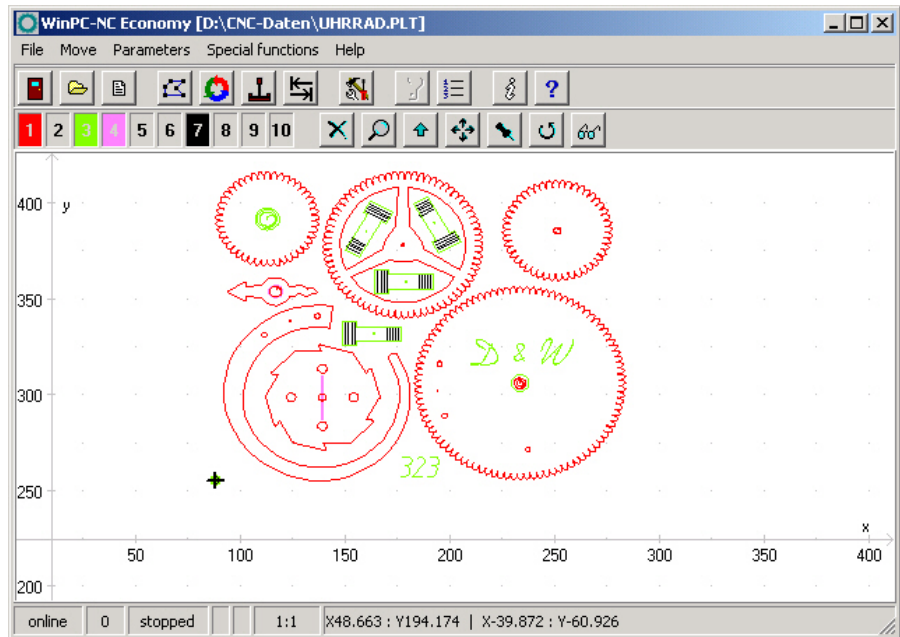 WinPC-NC Economy [D:\CNC-Daten\UHRRAD.PLT]
File Move Parameters Special functions Help
?
1 2 3 4 5 6 7 8 9 10
400
y
350
D & W
300
323
250
x
50 100 150 200 250 300 350 400
200
online 0 stopped 1:1 X48.663 : Y194.174 | X-39.872 : Y-60.926